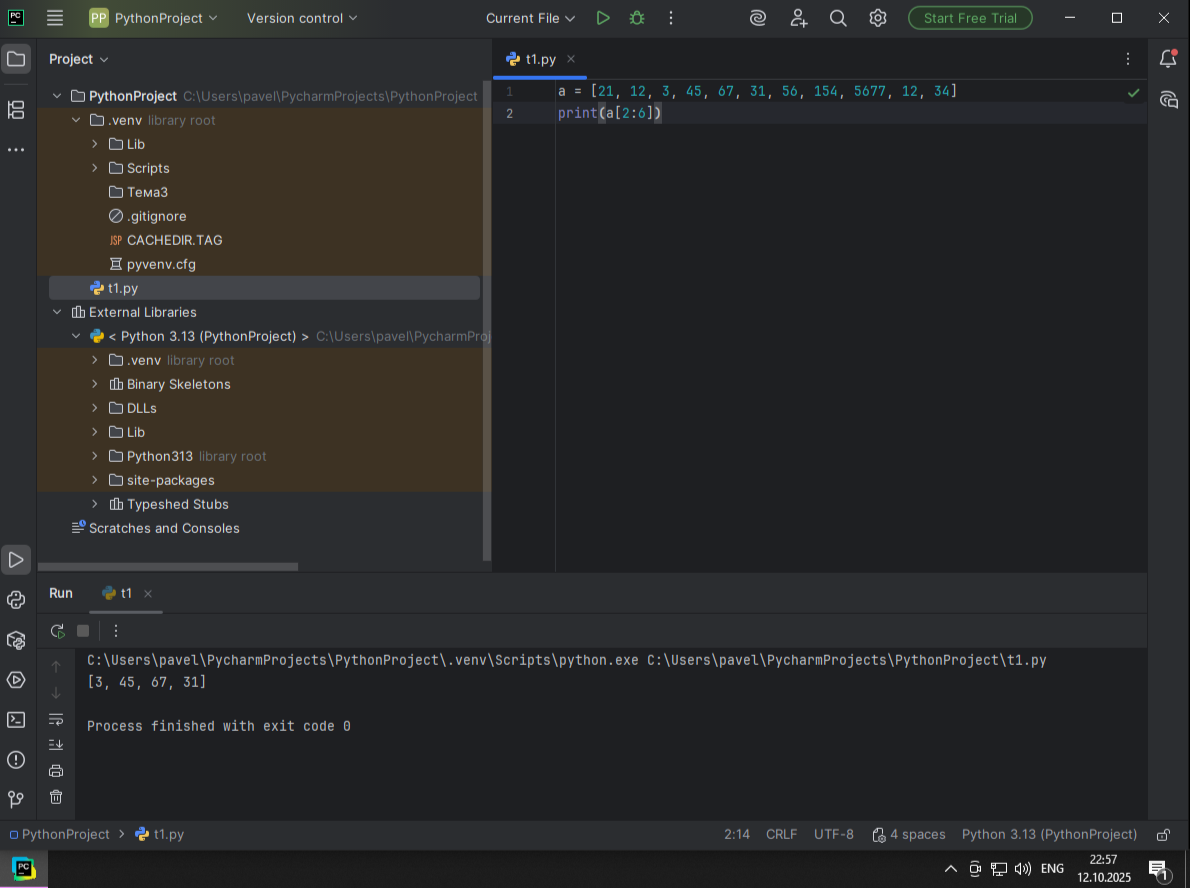 PC PP PythonProject Version control Current File Start Free Trial
Project t1.py
PythonProject C:\Users\pavel\PycharmProjects\PythonProject
.venv library root
Lib
Scripts
Тема3
.gitignore
JSP CACHEDIR.TAG
pyvenv.cfg
t1.py
External Libraries
< Python 3.13 (PythonProject) > C:\Users\pavel\PycharmProj
.venv library root
Binary Skeletons
DLLs
Lib
Python313 library root
site-packages
Typeshed Stubs
Scratches and Consoles
1 a = [21, 12, 3, 45, 67, 31, 56, 154, 5677, 12, 34]
2 print(a[2:6])
Run t1
C:\Users\pavel\PycharmProjects\PythonProject\.venv\Scripts\python.exe C:\Users\pavel\PycharmProjects\PythonProject\t1.py
[3, 45, 67, 31]
Process finished with exit code 0
PythonProject > t1.py 2:14 CRLF UTF-8 4 spaces Python 3.13 (PythonProject)
PC ENG 22:57
12.10.2025 1